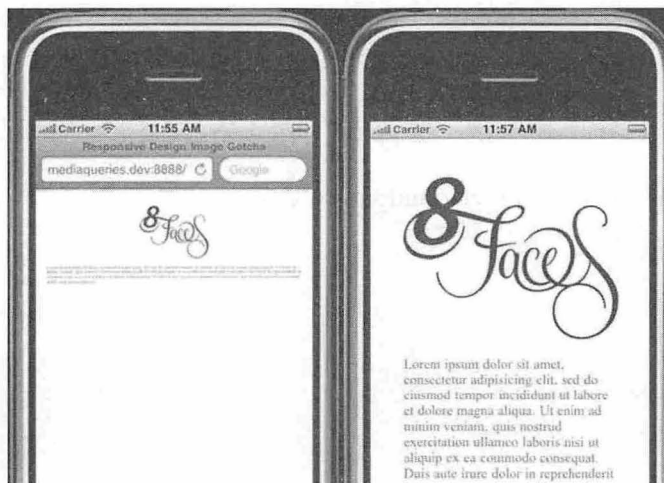 Carrier 11:55 AM
Responsive Design Image Gotcha
mediaqueries.dev:8888/ Google
8 Faces
Carrier 11:57 AM
8 Faces
Lorem ipsum dolor sit amet,
consectetur adipisicing elit, sed do
eiusmod tempor incididunt ut labore
et dolore magna aliqua. Ut enim ad
minim veniam, quis nostrud
exercitation ullamco laboris nisi ut
aliquip ex ea commodo consequat.
Duis aute irure dolor in reprehenderit